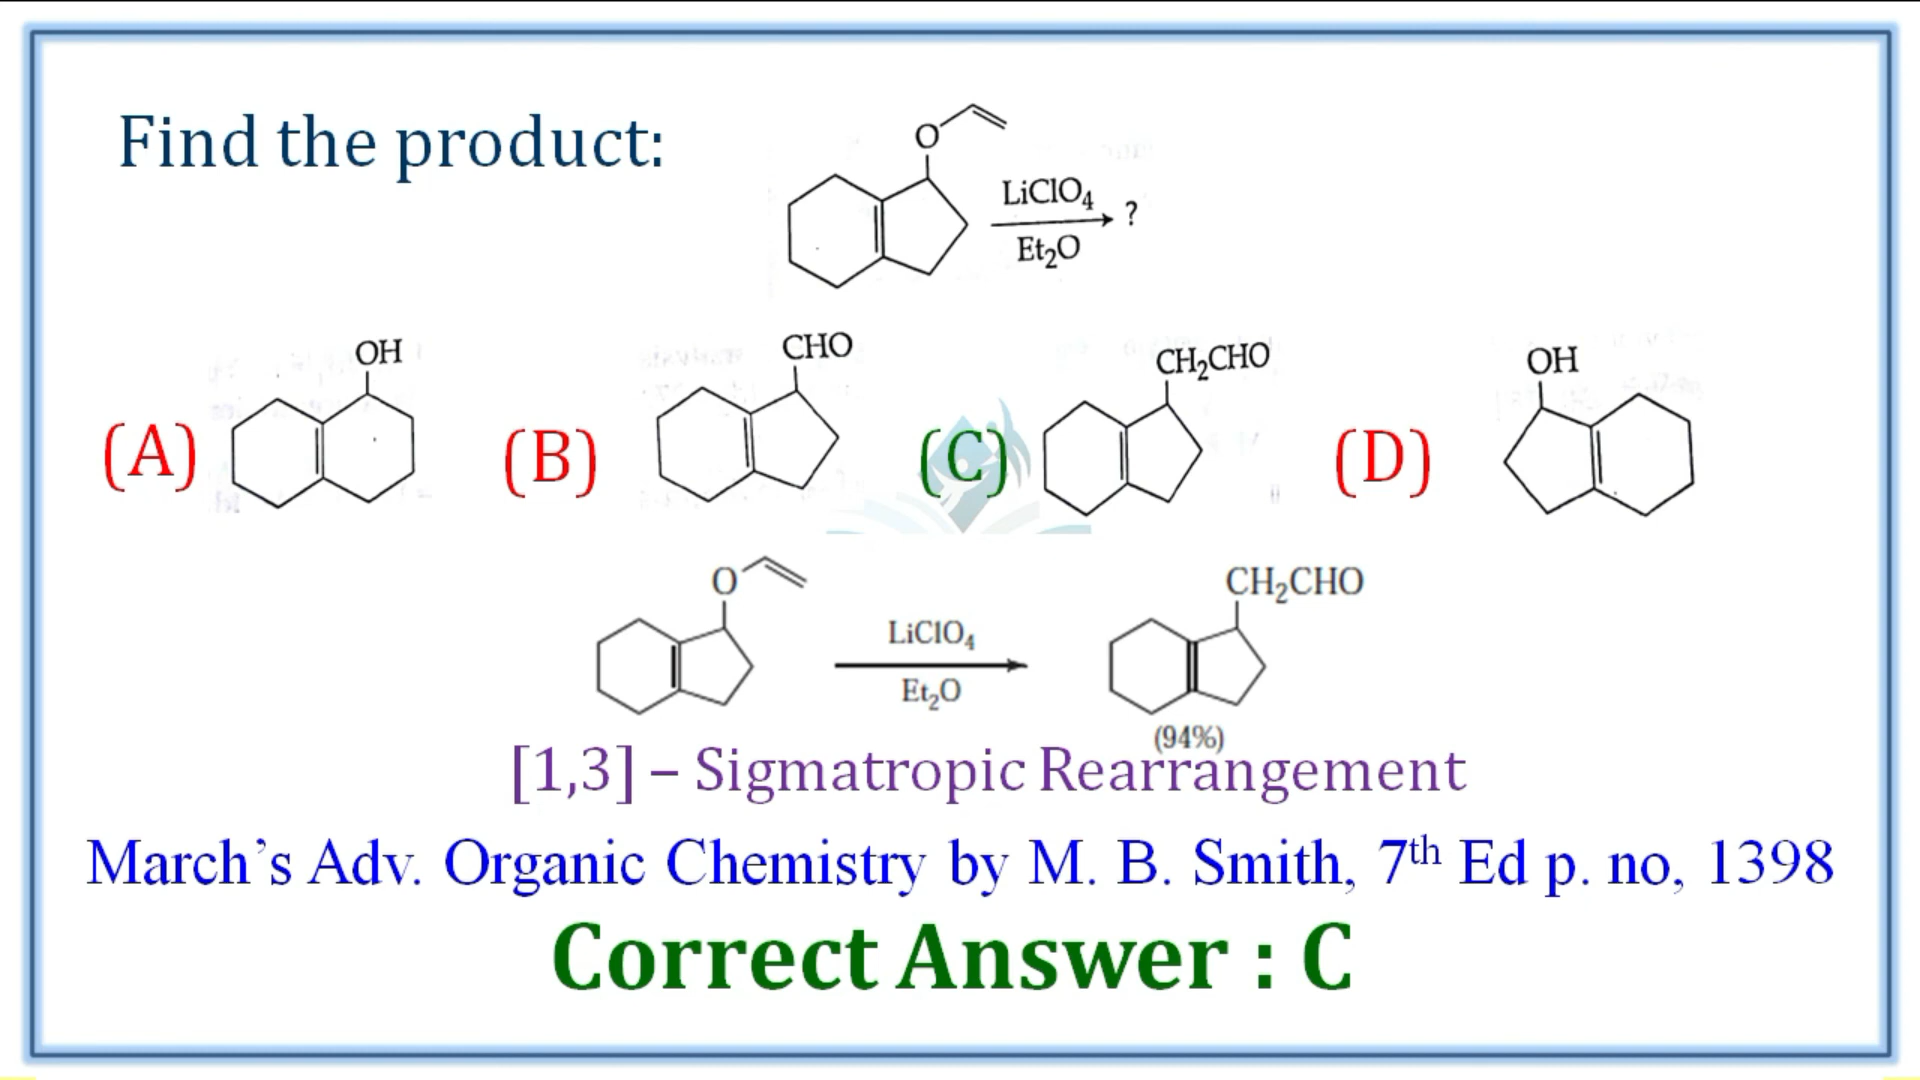 Find the product:
O
LiClO₄
Et₂O
?
(A)
OH
(B)
CHO
(C)
CH₂CHO
(D)
OH
O
LiClO₄
Et₂O
CH₂CHO
(94%)
[1,3] – Sigmatropic Rearrangement
March’s Adv. Organic Chemistry by M. B. Smith, 7ᵗʰ Ed p. no, 1398
Correct Answer : C